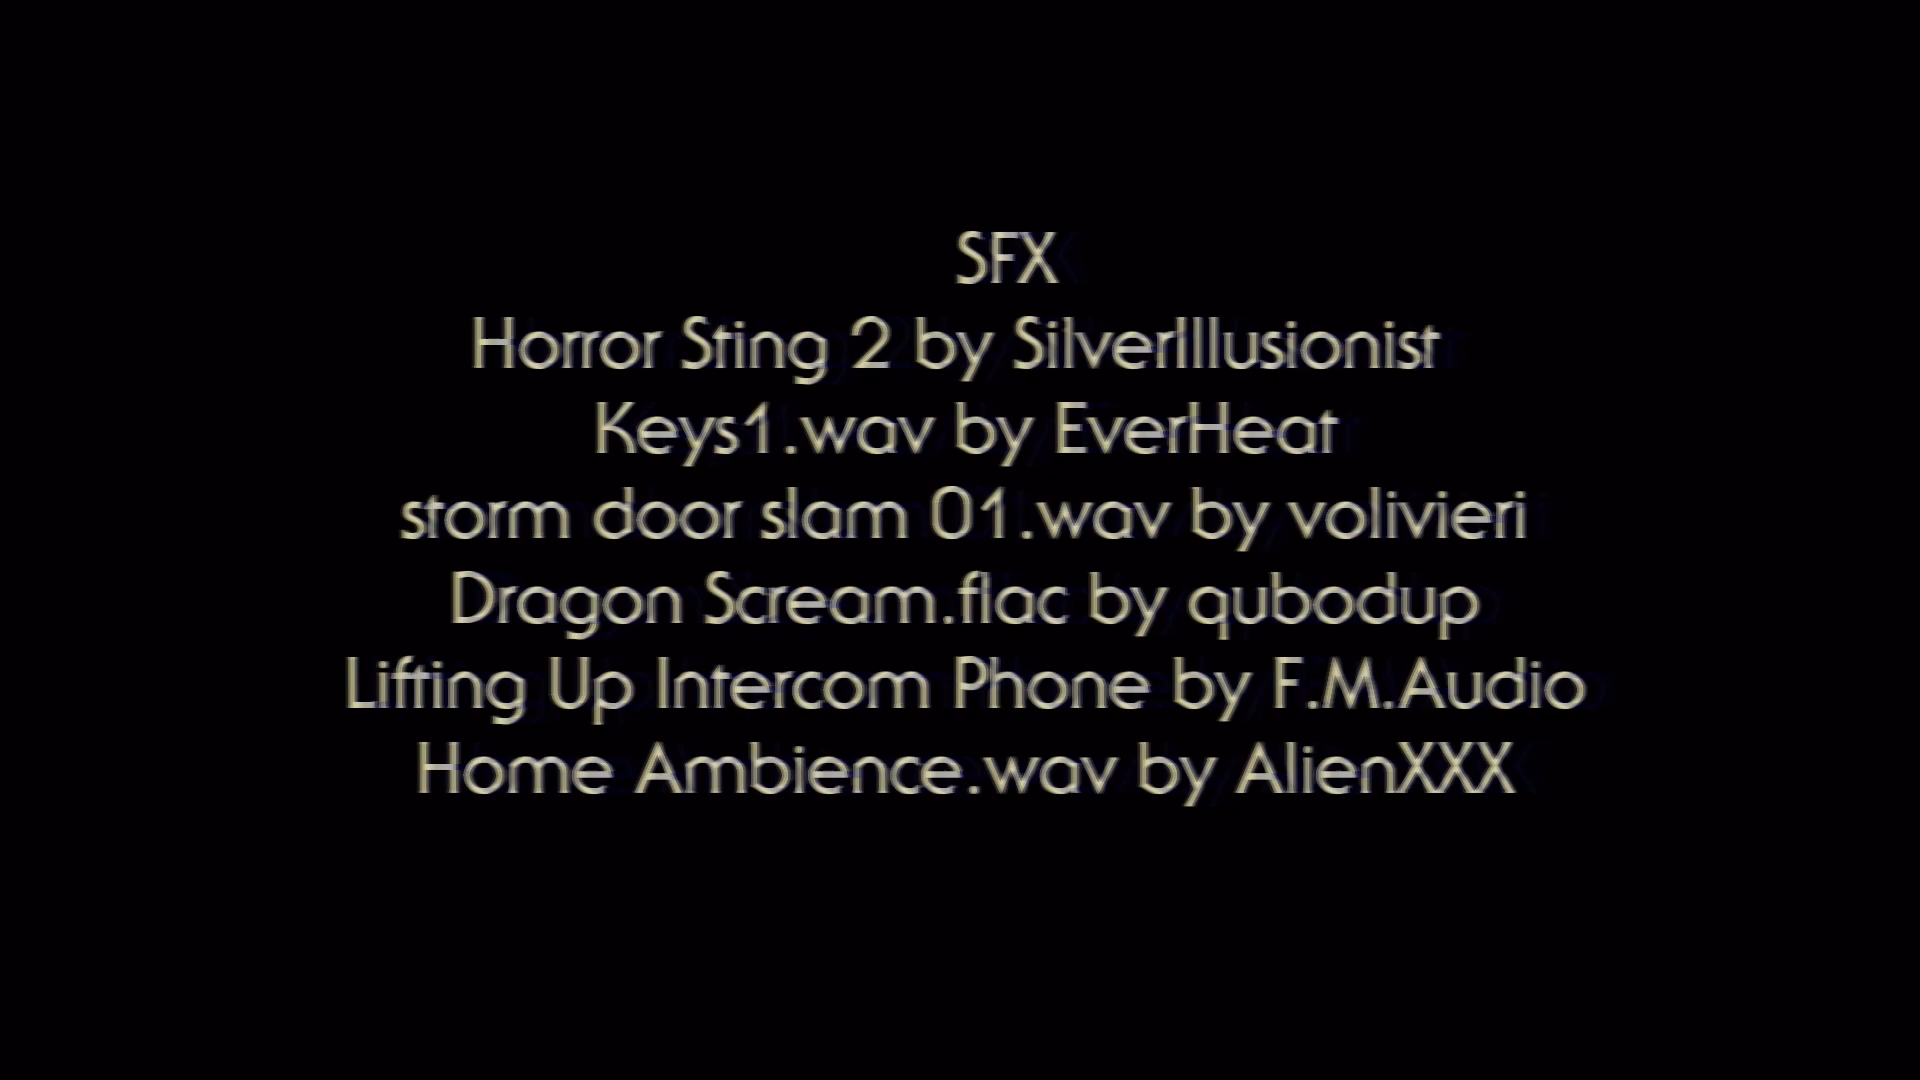 SFX
Horror Sting 2 by SilverIllusionist
Keys1.wav by EverHeat
storm door slam 01.wav by volivieri
Dragon Scream.flac by qubodup
Lifting Up Intercom Phone by F.M.Audio
Home Ambience.wav by AlienXXX